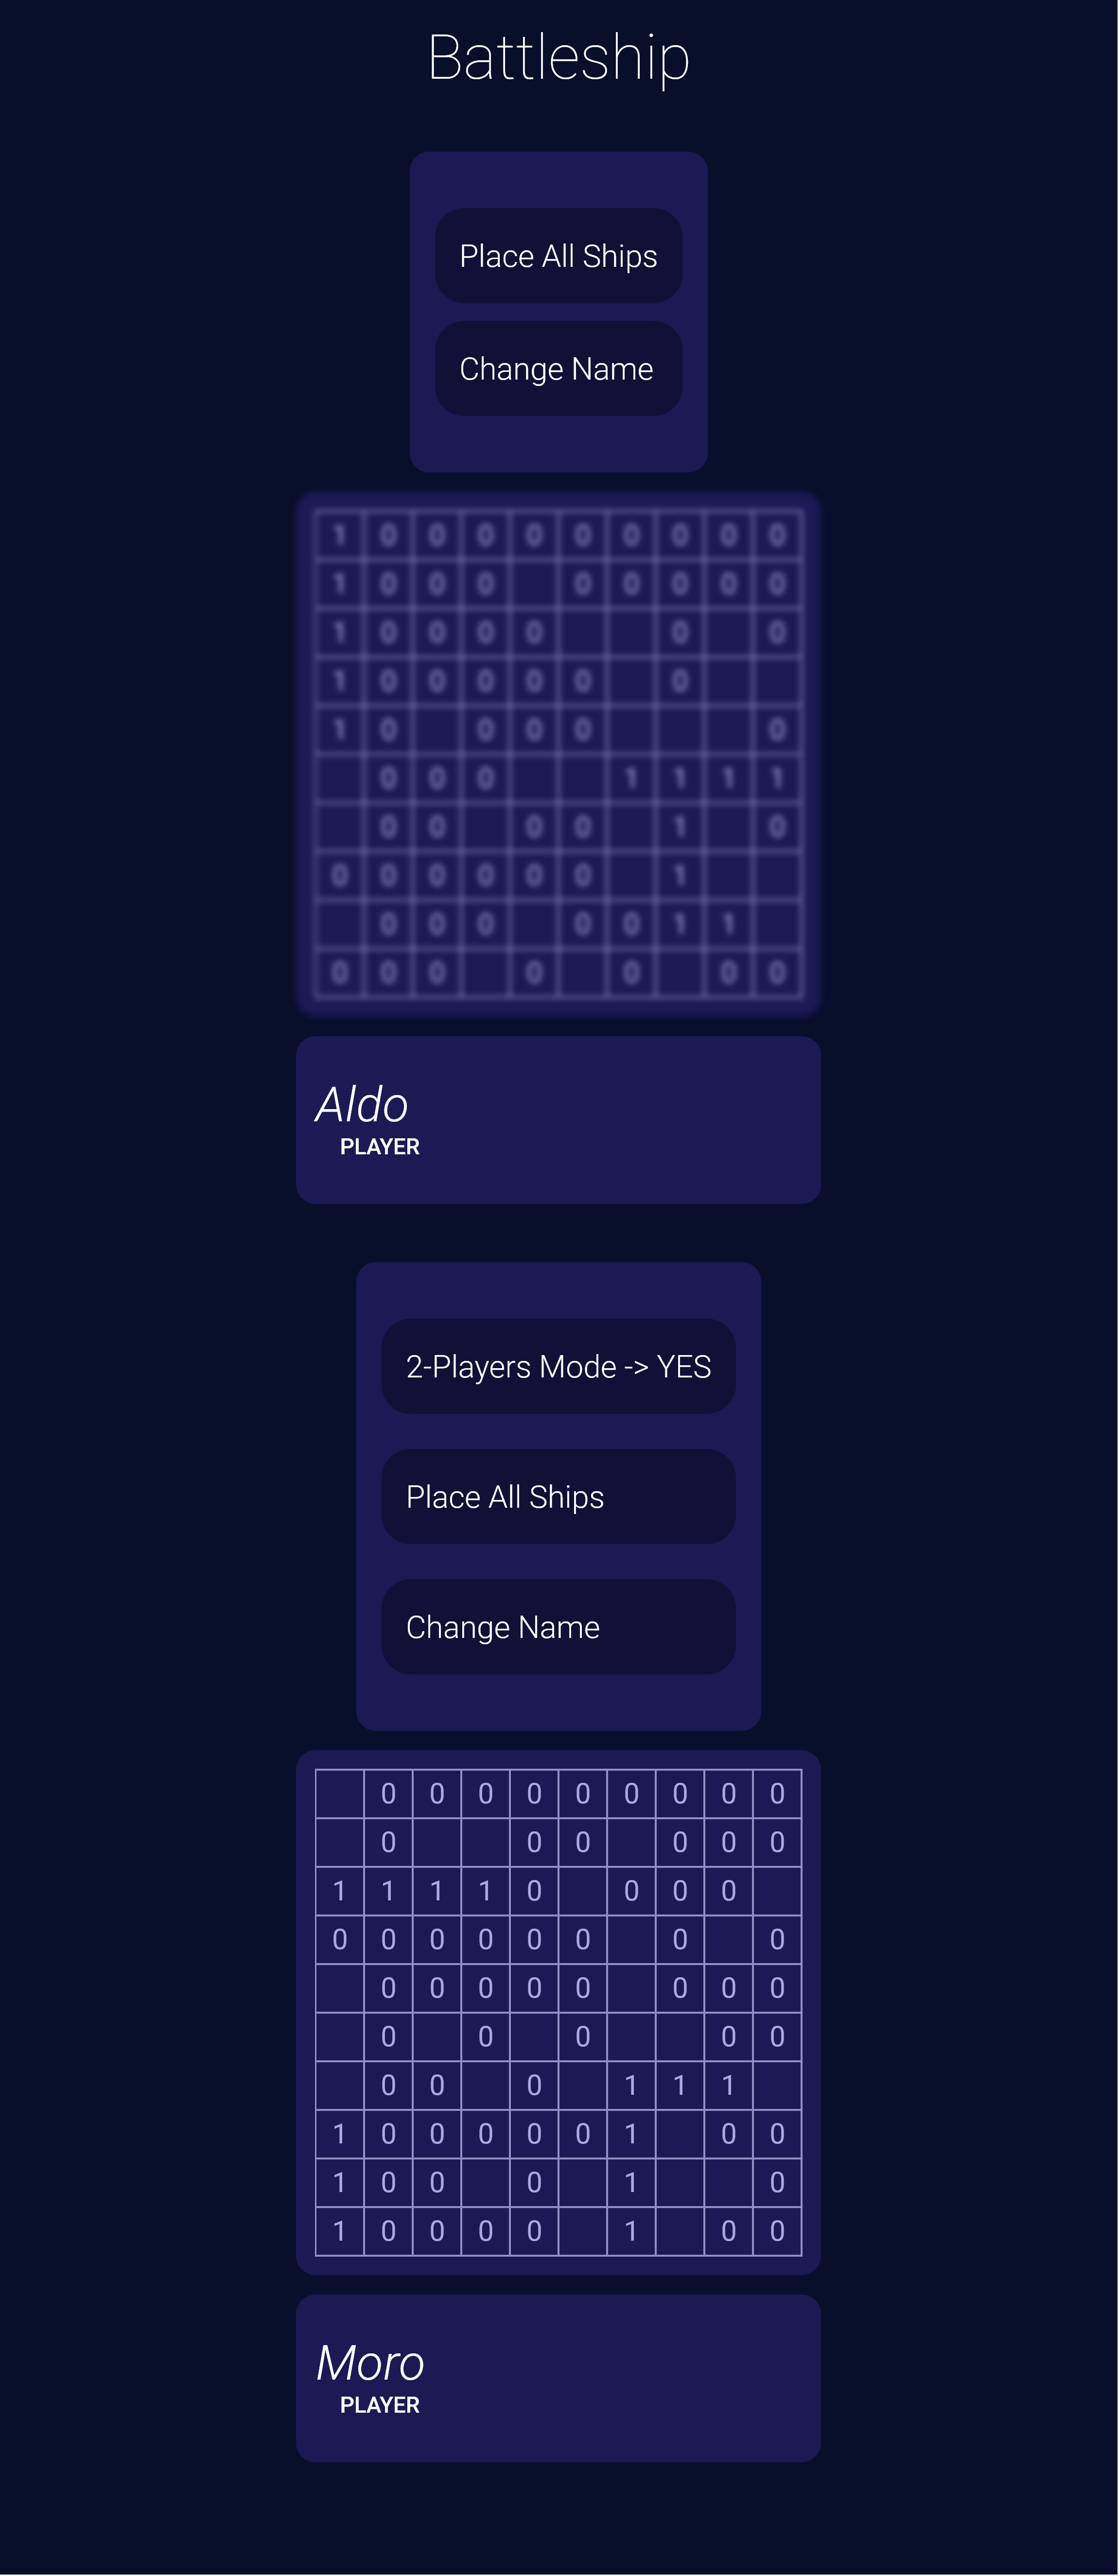 Battleship
Place All Ships
Change Name
1 0 0 0 0 0 0 0 0 0
1 0 0 0 0 0 0 0 0
1 0 0 0 0 0 0
1 0 0 0 0 0 0
1 0 0 0 0 0
0 0 0 1 1 1 1
0 0 0 0 1 0
0 0 0 0 0 0 1
0 0 0 0 0 1 1
0 0 0 0 0 0 0
Aldo
PLAYER
2-Players Mode -> YES
Place All Ships
Change Name
0 0 0 0 0 0 0 0 0
0 0 0 0 0 0
1 1 1 1 0 0 0 0
0 0 0 0 0 0 0 0
0 0 0 0 0 0 0 0
0 0 0 0 0
0 0 0 1 1 1
1 0 0 0 0 0 1 0 0
1 0 0 0 1 0
1 0 0 0 0 1 0 0
Moro
PLAYER